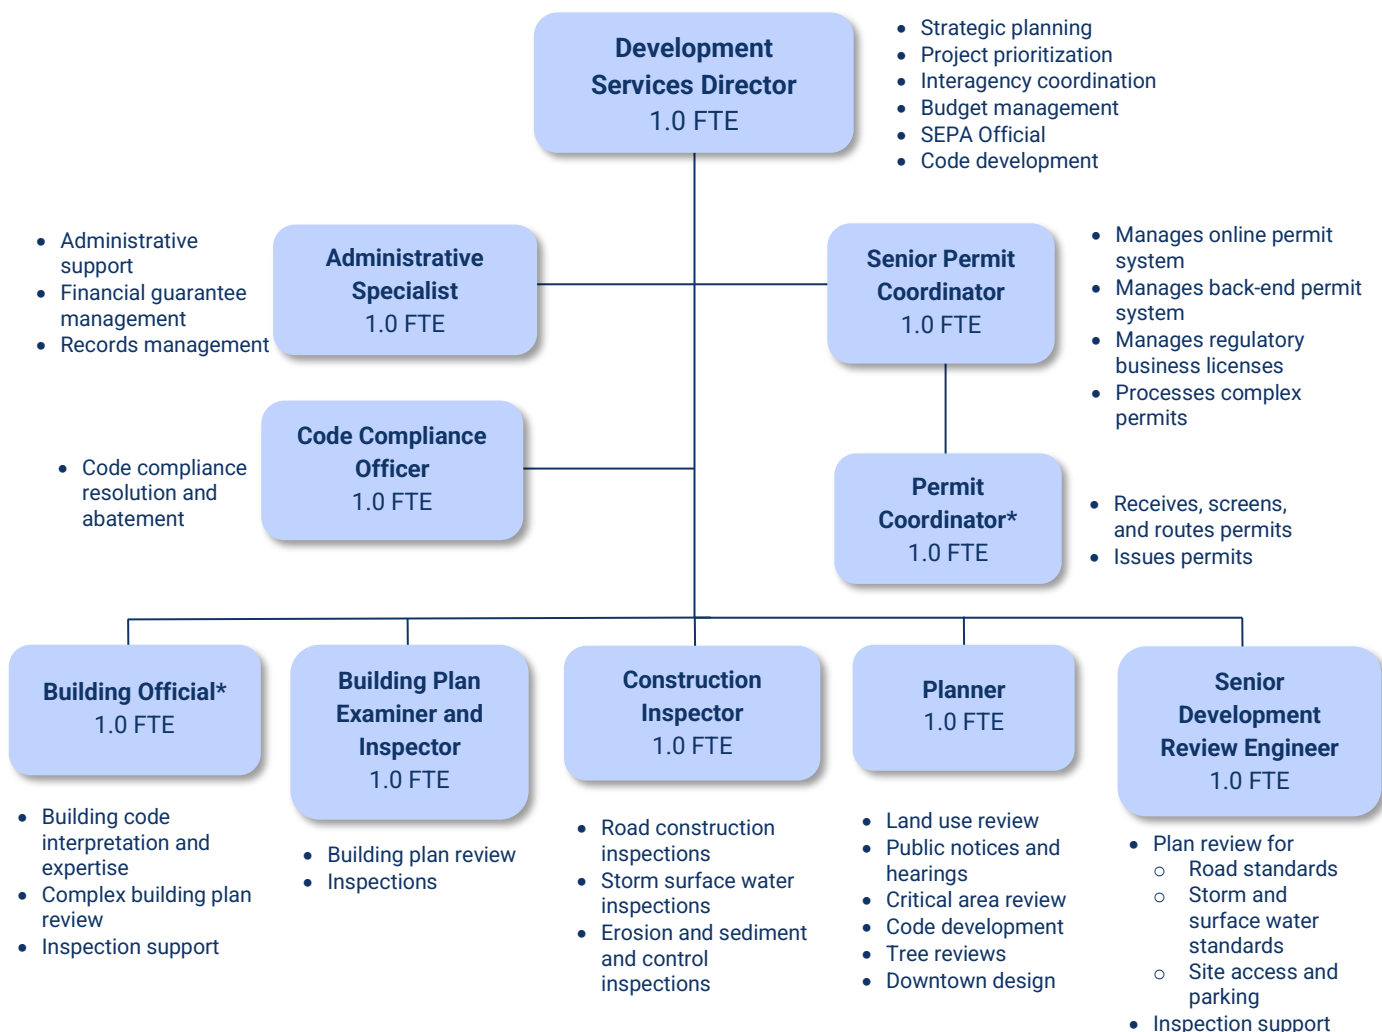 Development
Services Director
1.0 FTE
• Strategic planning
• Project prioritization
• Interagency coordination
• Budget management
• SEPA Official
• Code development
• Administrative
support
• Financial guarantee
management
• Records management
Administrative
Specialist
1.0 FTE
Senior Permit
Coordinator
1.0 FTE
• Manages online permit
system
• Manages back-end permit
system
• Manages regulatory
business licenses
• Processes complex
permits
• Code compliance
resolution and
abatement
Code Compliance
Officer
1.0 FTE
Permit
Coordinator*
1.0 FTE
• Receives, screens,
and routes permits
• Issues permits
Building Official*
1.0 FTE
• Building code
interpretation and
expertise
• Complex building plan
review
• Inspection support
Building Plan
Examiner and
Inspector
1.0 FTE
• Building plan review
• Inspections
Construction
Inspector
1.0 FTE
• Road construction
inspections
• Storm surface water
inspections
• Erosion and sediment
and control
inspections
Planner
1.0 FTE
• Land use review
• Public notices and
hearings
• Critical area review
• Code development
• Tree reviews
• Downtown design
Senior
Development
Review Engineer
1.0 FTE
• Plan review for
o Road standards
o Storm and
surface water
standards
o Site access and
parking
• Inspection support